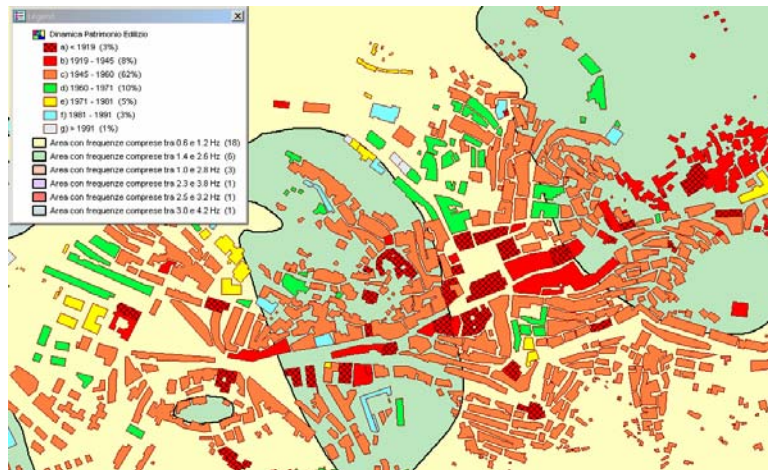 Legend
Dinamica Patrimonio Edilizio
a) < 1919 (3%)
b) 1919 - 1945 (8%)
c) 1945 - 1960 (62%)
d) 1960 - 1971 (10%)
e) 1971 - 1981 (5%)
f) 1981 - 1991 (3%)
g) > 1991 (1%)
Area con frequenze comprese tra 0.6 e 1.2 Hz (18)
Area con frequenze comprese tra 1.4 e 2.6 Hz (6)
Area con frequenze comprese tra 1.0 e 2.8 Hz (3)
Area con frequenze comprese tra 2.3 e 3.8 Hz (1)
Area con frequenze comprese tra 2.5 e 3.2 Hz (1)
Area con frequenze comprese tra 3.0 e 4.2 Hz (1)